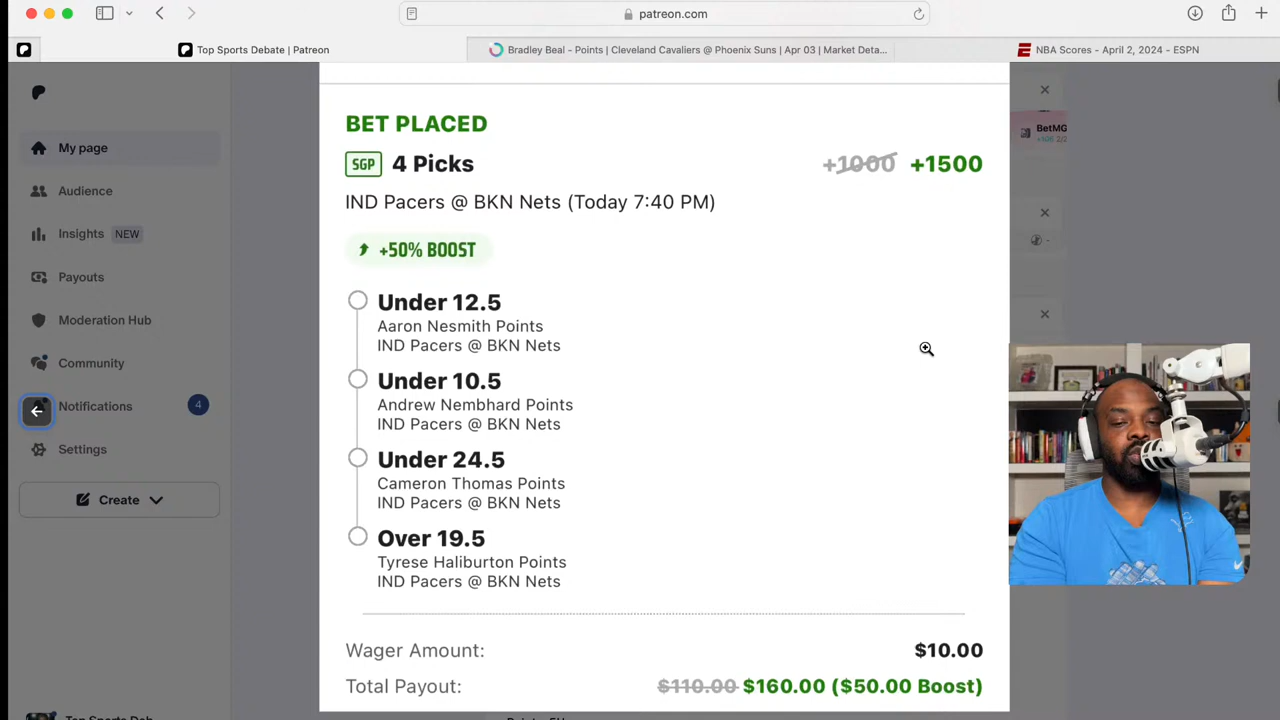 patreon.com
Top Sports Debate | Patreon
Bradley Beal - Points | Cleveland Cavaliers @ Phoenix Suns | Apr 03 | Market Deta...
NBA Scores - April 2, 2024 - ESPN
My page
Audience
Insights NEW
Payouts
Moderation Hub
Community
Notifications 4
Settings
Create
BET PLACED
SGP 4 Picks +1000 +1500
IND Pacers @ BKN Nets (Today 7:40 PM)
+50% BOOST
Under 12.5
Aaron Nesmith Points
IND Pacers @ BKN Nets
Under 10.5
Andrew Nembhard Points
IND Pacers @ BKN Nets
Under 24.5
Cameron Thomas Points
IND Pacers @ BKN Nets
Over 19.5
Tyrese Haliburton Points
IND Pacers @ BKN Nets
Wager Amount: $10.00
Total Payout: $110.00 $160.00 ($50.00 Boost)
BetMG